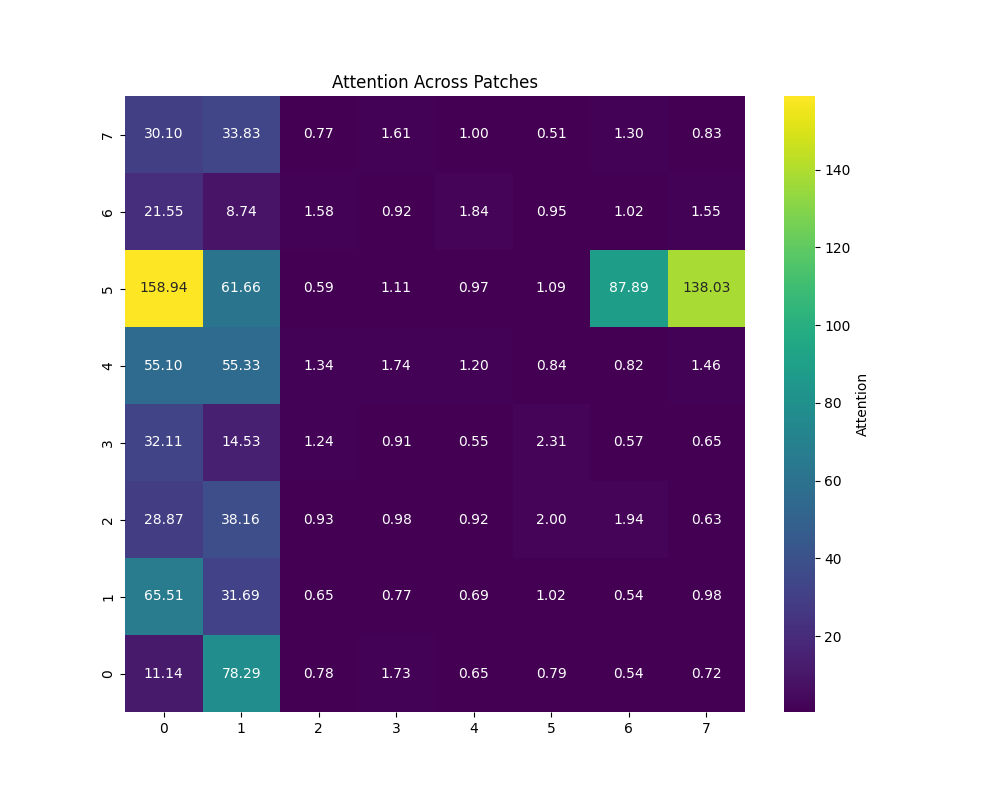 Attention Across Patches
7 30.10 33.83 0.77 1.61 1.00 0.51 1.30 0.83
6 21.55 8.74 1.58 0.92 1.84 0.95 1.02 1.55
5 158.94 61.66 0.59 1.11 0.97 1.09 87.89 138.03
4 55.10 55.33 1.34 1.74 1.20 0.84 0.82 1.46
3 32.11 14.53 1.24 0.91 0.55 2.31 0.57 0.65
2 28.87 38.16 0.93 0.98 0.92 2.00 1.94 0.63
1 65.51 31.69 0.65 0.77 0.69 1.02 0.54 0.98
0 11.14 78.29 0.78 1.73 0.65 0.79 0.54 0.72
0 1 2 3 4 5 6 7
140
120
100
80
60
40
20
Attention